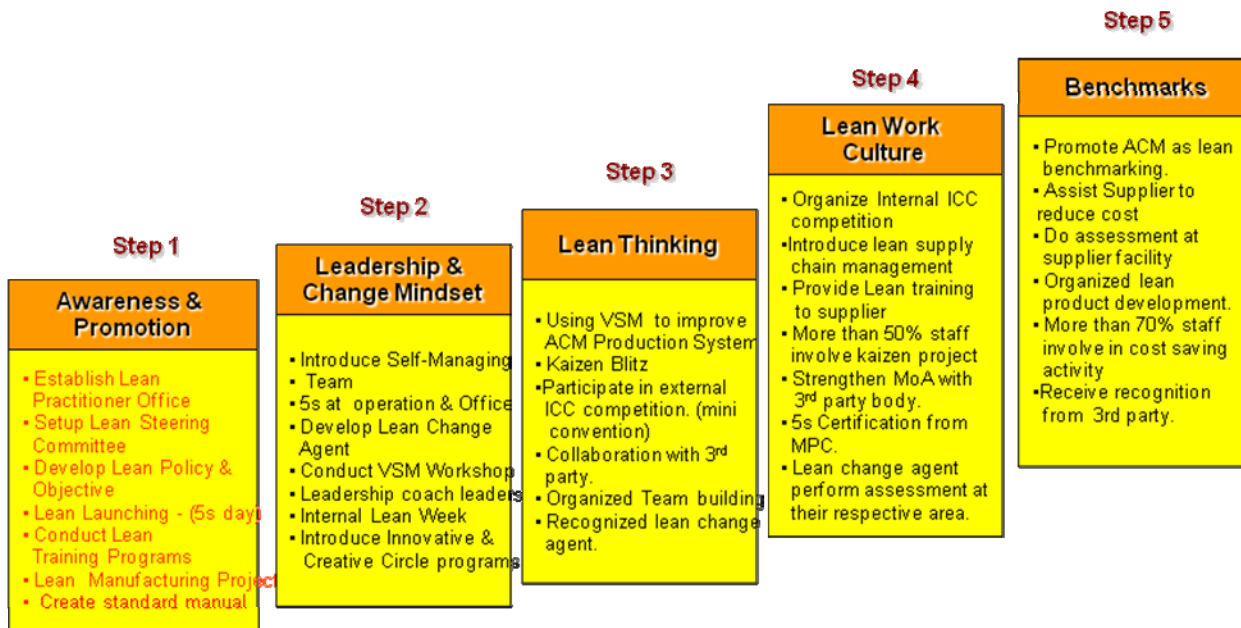 Step 1
Awareness &
Promotion
▪ Establish Lean
Practitioner Office
▪ Setup Lean Steering
Committee
▪ Develop Lean Policy &
Objective
▪ Lean Launching - (5s day)
▪ Conduct Lean
Training Programs
▪ Lean Manufacturing Project
▪ Create standard manual
Step 2
Leadership &
Change Mindset
▪ Introduce Self-Managing
▪ Team
▪ 5s at operation & Office
▪ Develop Lean Change
Agent
▪ Conduct VSM Workshop
▪ Leadership coach leaders
▪ Internal Lean Week
▪ Introduce Innovative &
Creative Circle programs
Step 3
Lean Thinking
▪ Using VSM to improve
ACM Production System
▪ Kaizen Blitz
▪Participate in external
ICC competition. (mini
convention)
▪ Collaboration with 3rd
party.
▪ Organized Team building
▪ Recognized lean change
agent.
Step 4
Lean Work
Culture
▪ Organize Internal ICC
competition
▪Introduce lean supply
chain management
▪ Provide Lean training
to supplier
▪ More than 50% staff
involve kaizen project
▪ Strengthen MoA with
3rd party body.
▪ 5s Certification from
MPC.
▪ Lean change agent
perform assessment at
their respective area.
Step 5
Benchmarks
▪ Promote ACM as lean
benchmarking.
▪ Assist Supplier to
reduce cost
▪ Do assessment at
supplier facility
▪ Organized lean
product development.
▪ More than 70% staff
involve in cost saving
activity
▪Receive recognition
from 3rd party.